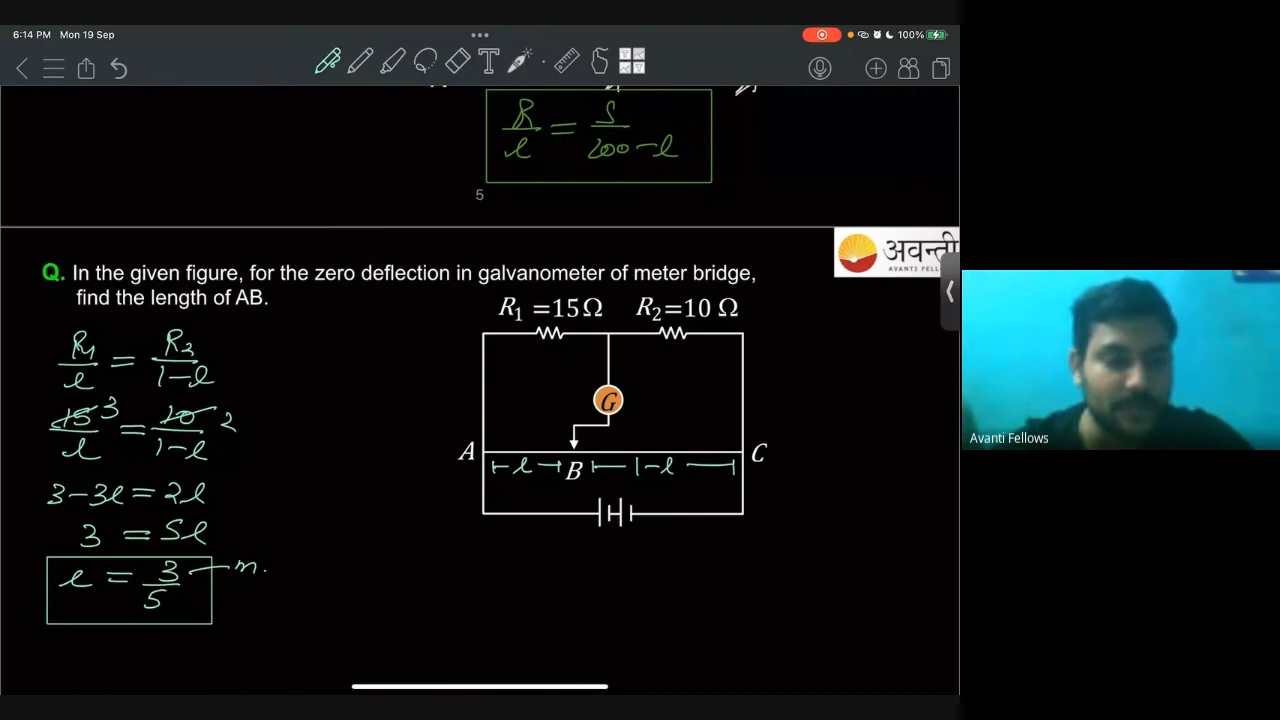 6:14 PM Mon 19 Sep
100%
R/l = S/(200-l)
5
अवन्ती
AVANTI FELL
Q. In the given figure, for the zero deflection in galvanometer of meter bridge,
find the length of AB.
R₁ =15Ω R₂=10 Ω
R₁/l = R₂/(1-l)
15 3/l = 10 2/(1-l)
G
A l B 1-l C
3-3l = 2l
3 = 5l
l = 3/5 m.
Avanti Fellows